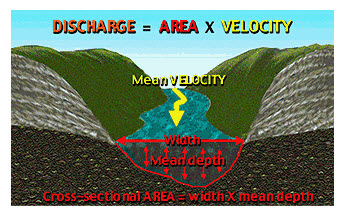 DISCHARGE = AREA X VELOCITY
Mean VELOCITY
Width
Mean depth
Cross-sectional AREA = width X mean depth